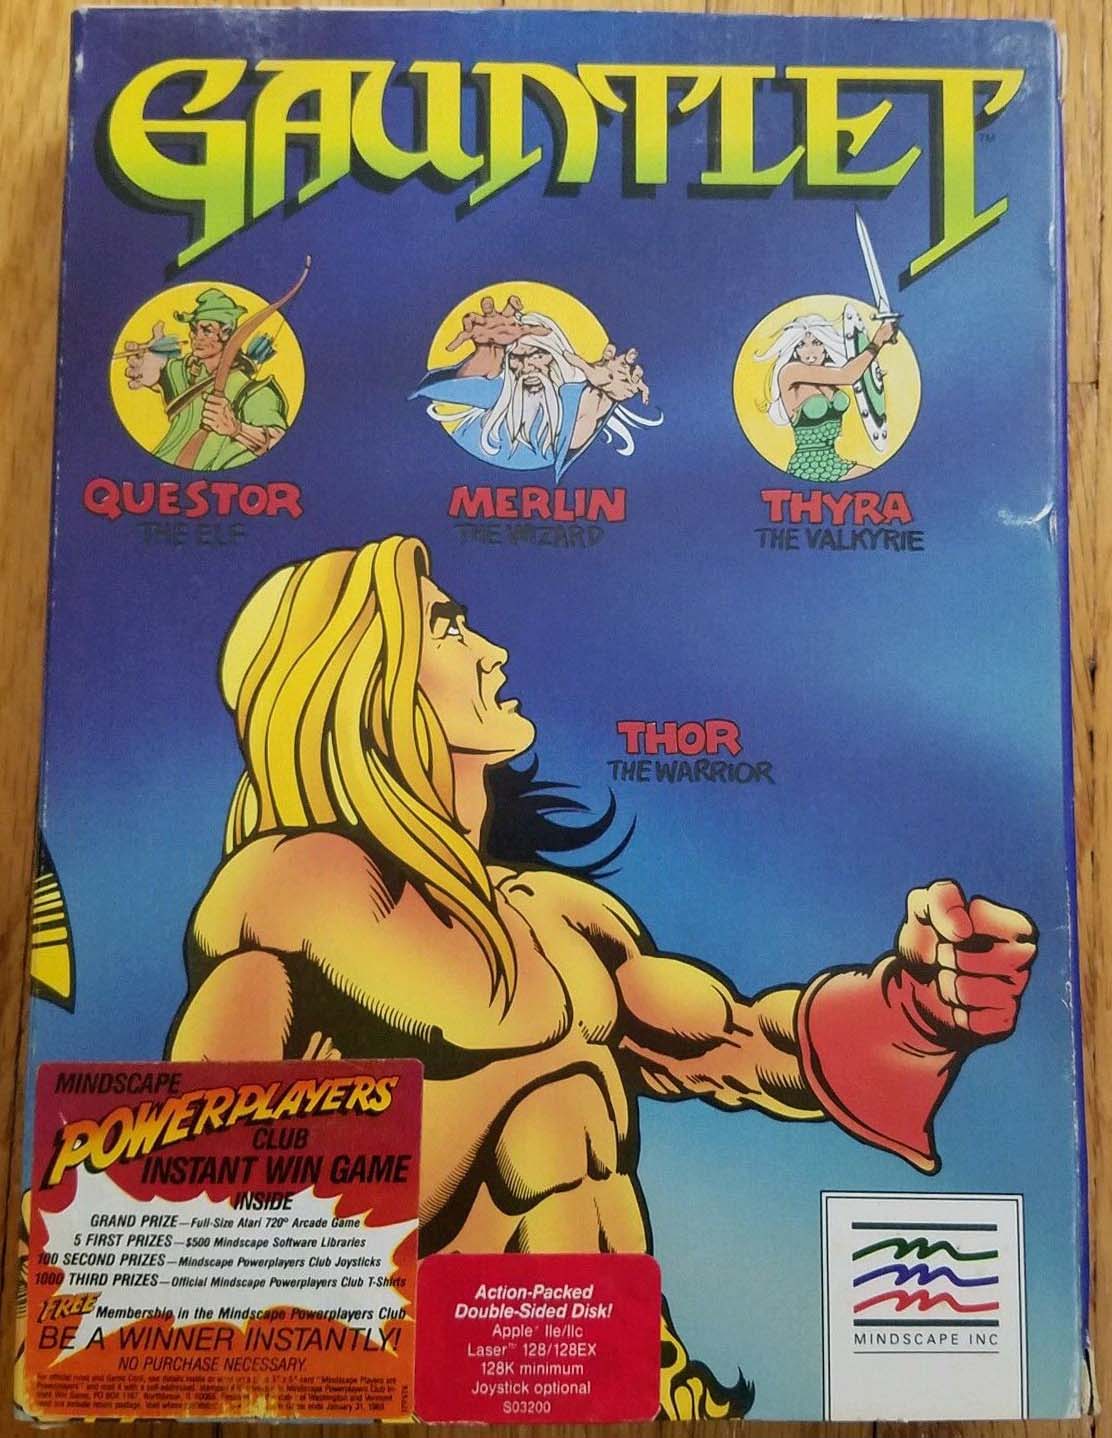 GAUNTLET
TM
QUESTOR
THE ELF
MERLIN
THE WIZARD
THYRA
THE VALKYRIE
THOR
THE WARRIOR
MINDSCAPE
POWERPLAYERS
CLUB
INSTANT WIN GAME
INSIDE
GRAND PRIZE—Full-Size Atari 720° Arcade Game
5 FIRST PRIZES—$500 Mindscape Software Libraries
100 SECOND PRIZES—Mindscape Powerplayers Club Joysticks
1000 THIRD PRIZES—Official Mindscape Powerplayers Club T-Shirts
FREE Membership in the Mindscape Powerplayers Club
BE A WINNER INSTANTLY!
NO PURCHASE NECESSARY.
Action-Packed
Double-Sided Disk!
Apple IIe/IIc
Laser™ 128/128EX
128K minimum
Joystick optional
S03200
MINDSCAPE INC